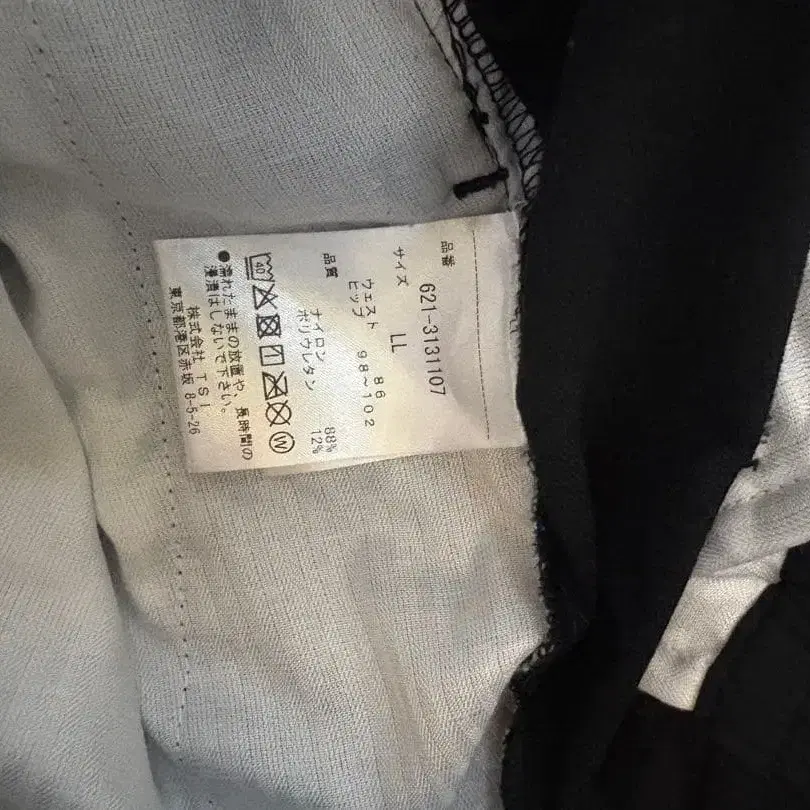 品番
621-3131107
サイズ
LL
ウェスト 86
ヒップ 98～102
品質
ナイロン 88%
ポリウレタン 12%
40
W
●濡れたままの放置や、長時間の
浸漬はしないで下さい。
株式会社 TSI
東京都港区赤坂 8-5-26